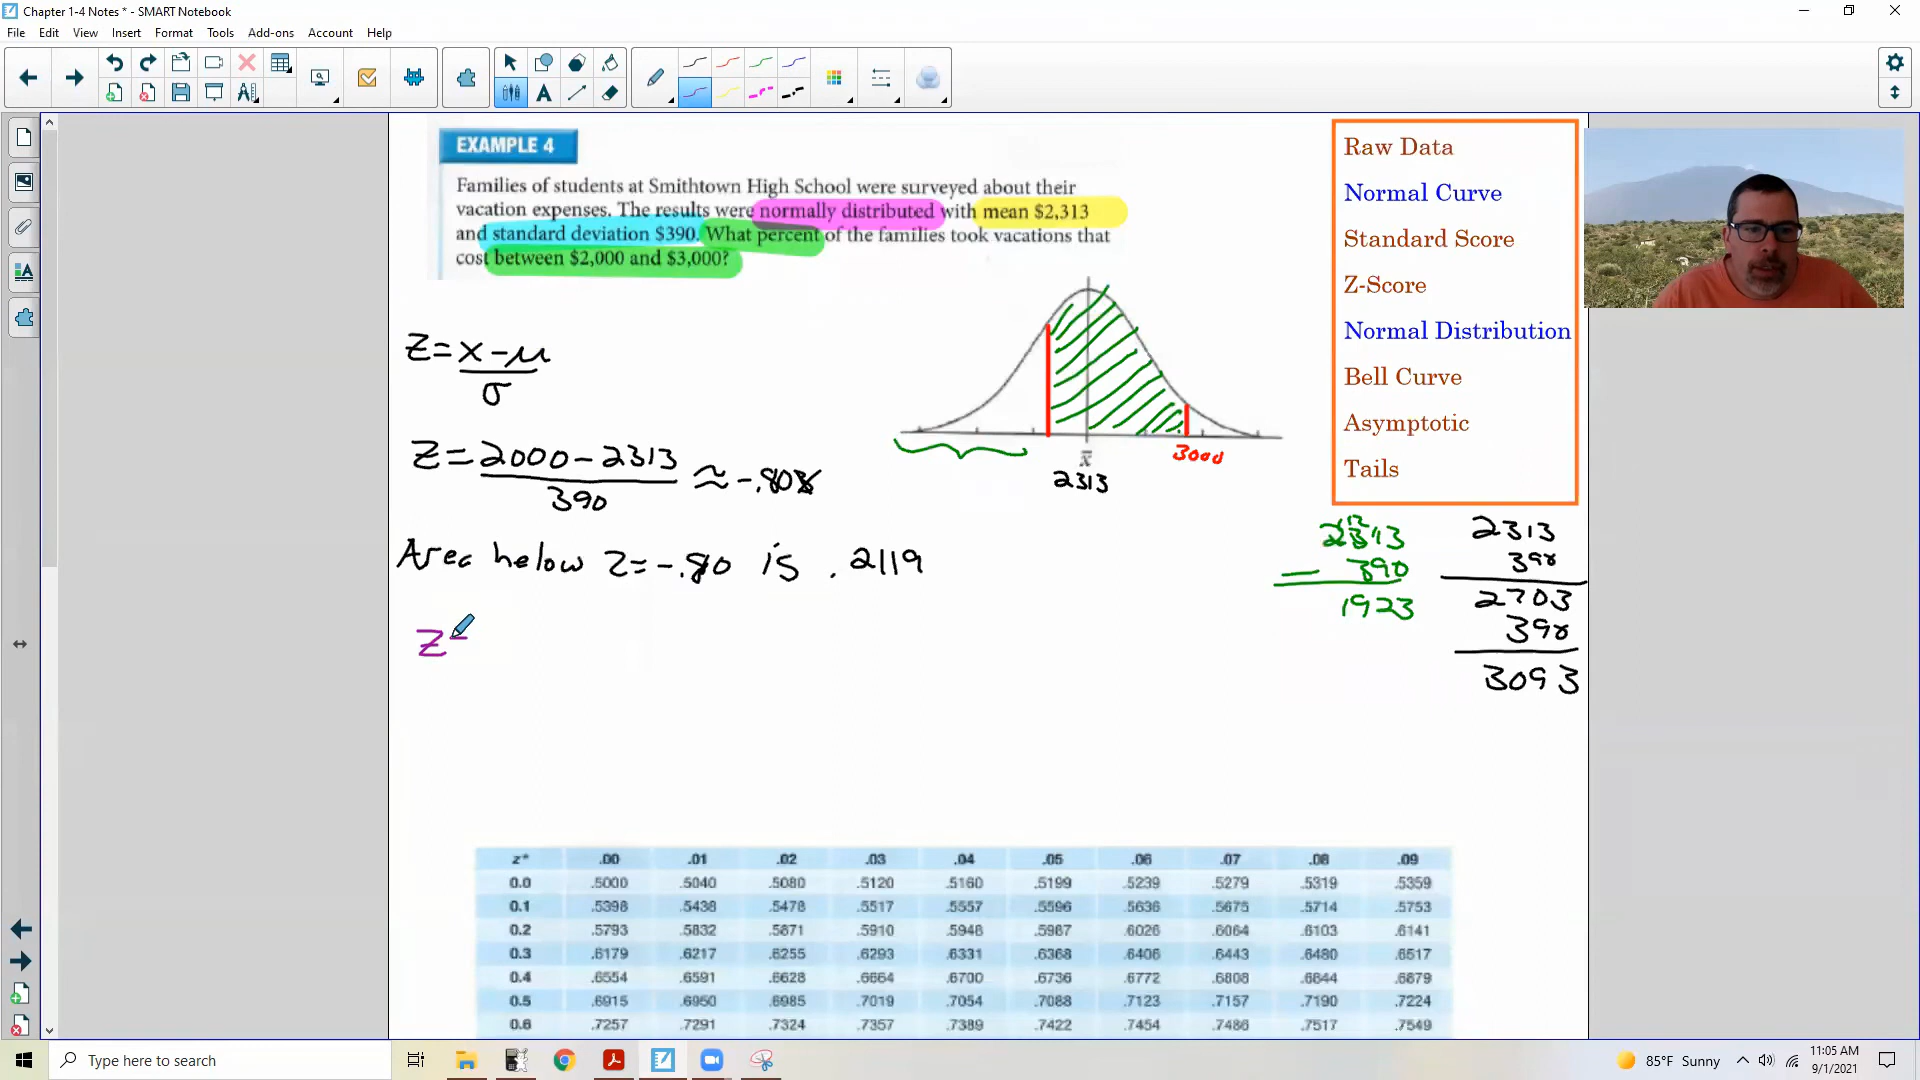 Chapter 1-4 Notes * - SMART Notebook
File Edit View Insert Format Tools Add-ons Account Help
EXAMPLE 4
Families of students at Smithtown High School were surveyed about their
vacation expenses. The results were normally distributed with mean $2,313
and standard deviation $390. What percent of the families took vacations that
cost between $2,000 and $3,000?
Raw Data
Normal Curve
Standard Score
Z-Score
Normal Distribution
Bell Curve
Asymptotic
Tails
z = x - μ
σ
z = 2000 - 2313
390
≈ -.80
x̄
2313
3000
Area below z = -.80 is .2119
z =
2313
- 390
1923
2313
390
2703
390
3093
z* .00 .01 .02 .03 .04 .05 .06 .07 .08 .09
0.0 .5000 .5040 .5080 .5120 .5160 .5199 .5239 .5279 .5319 .5359
0.1 .5398 .5438 .5478 .5517 .5557 .5596 .5636 .5675 .5714 .5753
0.2 .5793 .5832 .5871 .5910 .5948 .5987 .6026 .6064 .6103 .6141
0.3 .6179 .6217 .6255 .6293 .6331 .6368 .6406 .6443 .6480 .6517
0.4 .6554 .6591 .6628 .6664 .6700 .6736 .6772 .6808 .6844 .6879
0.5 .6915 .6950 .6985 .7019 .7054 .7088 .7123 .7157 .7190 .7224
0.6 .7257 .7291 .7324 .7357 .7389 .7422 .7454 .7486 .7517 .7549
Type here to search
85°F Sunny
11:05 AM
9/1/2021